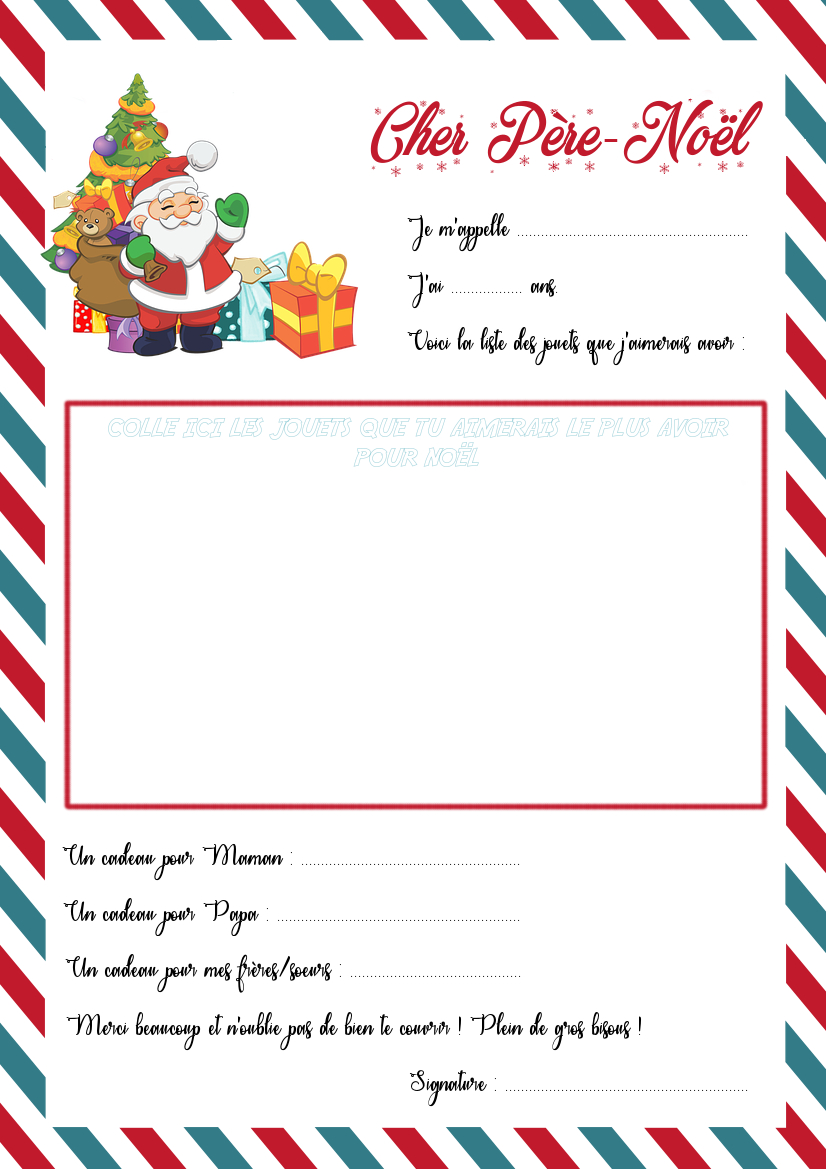 Cher Père-Noël
Je m'appelle ........................................................
J'ai ................. ans.
Voici la liste des jouets que j'aimerais avoir :
COLLE ICI LES JOUETS QUE TU AIMERAIS LE PLUS AVOIR
POUR NOËL
Un cadeau pour Maman : .....................................................
Un cadeau pour Papa : ...........................................................
Un cadeau pour mes frères/soeurs : .........................................
Merci beaucoup et n'oublie pas de bien te couvrir ! Plein de gros bisous !
Signature : ...........................................................